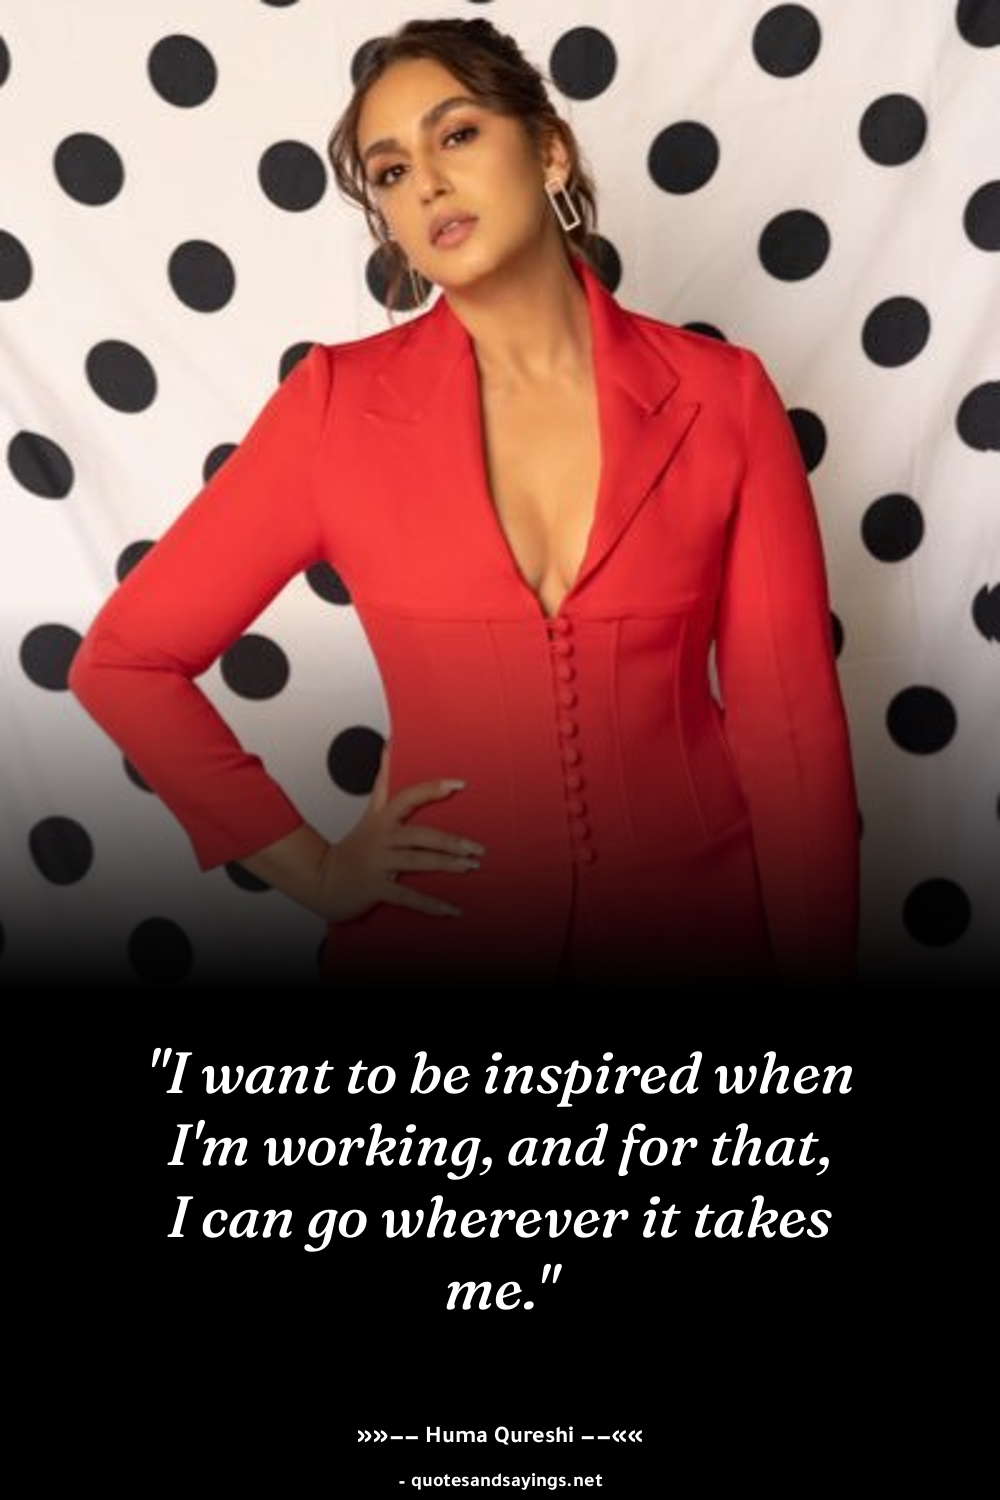 "I want to be inspired when
I'm working, and for that,
I can go wherever it takes
me."
»»–– Huma Qureshi ––««
- quotesandsayings.net